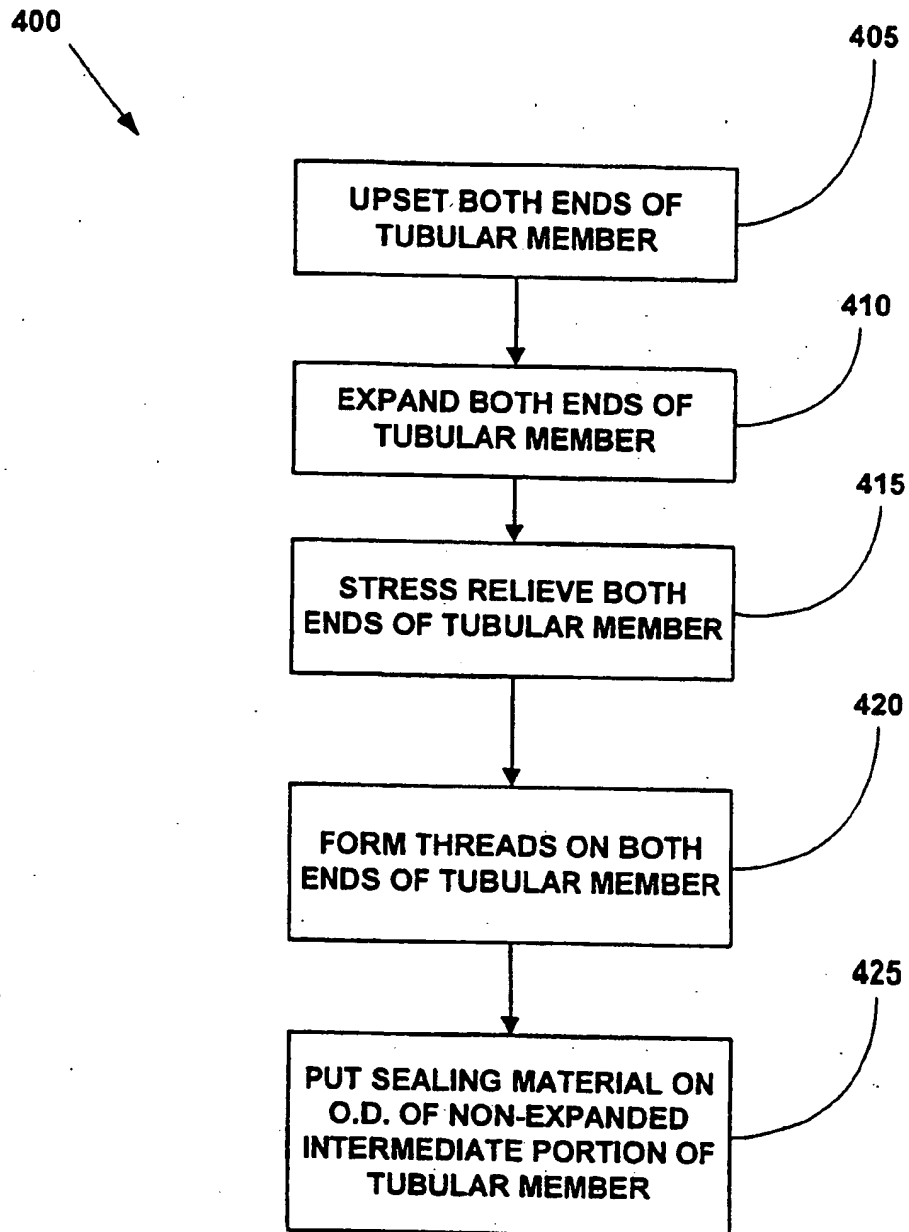 400
405
UPSET BOTH ENDS OF
TUBULAR MEMBER
410
EXPAND BOTH ENDS OF
TUBULAR MEMBER
415
STRESS RELIEVE BOTH
ENDS OF TUBULAR MEMBER
420
FORM THREADS ON BOTH
ENDS OF TUBULAR MEMBER
425
PUT SEALING MATERIAL ON
O.D. OF NON-EXPANDED
INTERMEDIATE PORTION OF
TUBULAR MEMBER